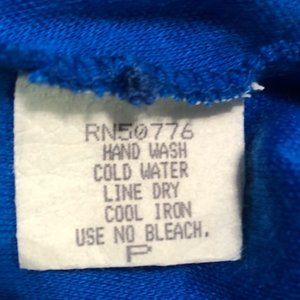 RN50776
HAND WASH
COLD WATER
LINE DRY
COOL IRON
USE NO BLEACH.
P